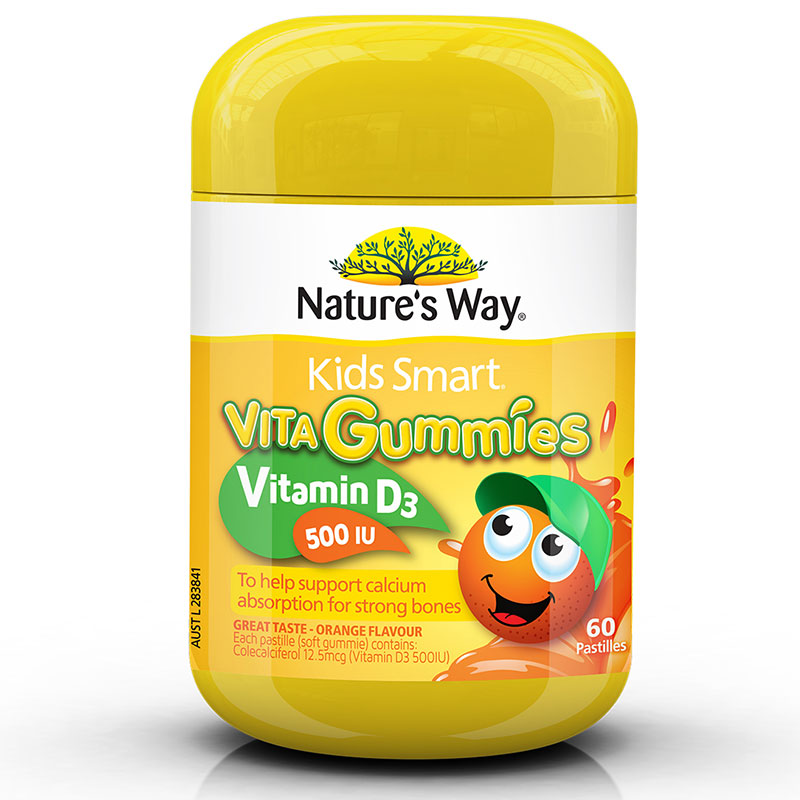 Nature's Way®
Kids Smart®
VITA Gummies
Vitamin D3
500 IU
To help support calcium
absorption for strong bones
GREAT TASTE - ORANGE FLAVOUR
Each pastille (soft gummie) contains:
Colecalciferol 12.5mcg (Vitamin D3 500IU)
60
Pastilles
AUST L 283841